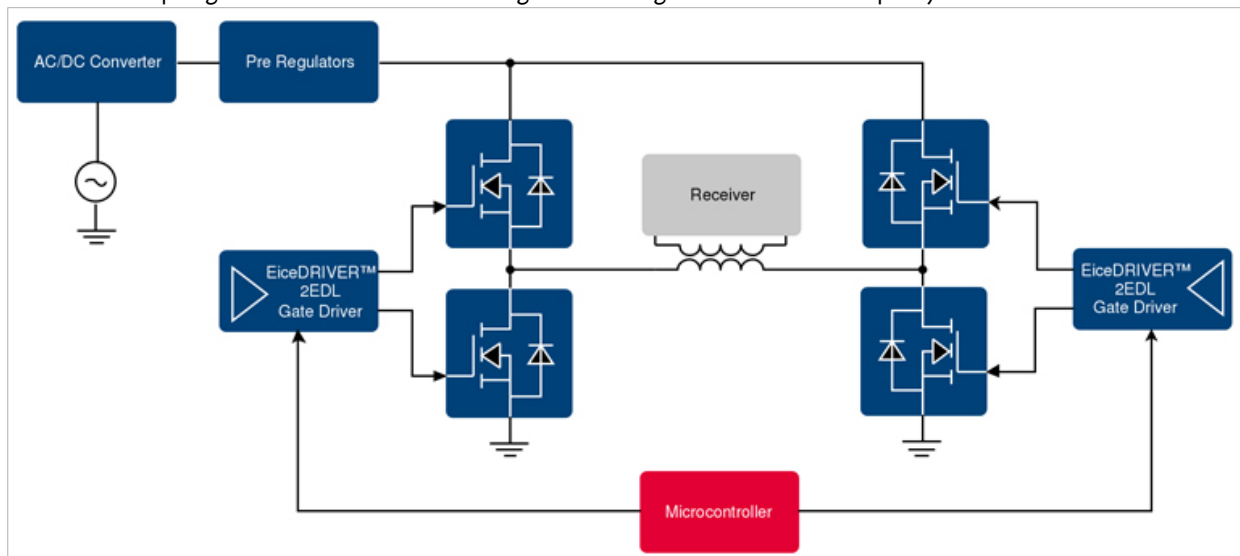 AC/DC Converter
Pre Regulators
Receiver
EiceDRIVER™
2EDL
Gate Driver
EiceDRIVER™
2EDL
Gate Driver
Microcontroller